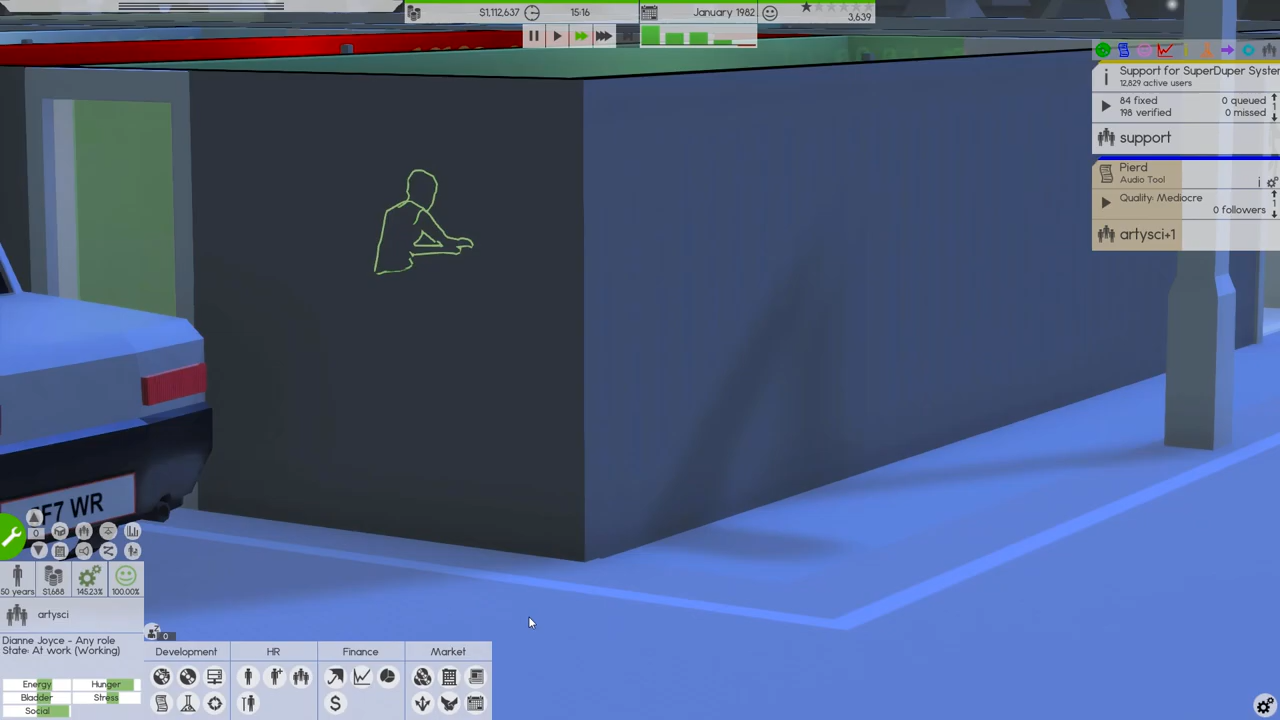 $1,112,637
15:16
January 1982
3,639
Support for SuperDuper Syste
12,829 active users
84 fixed
0 queued
198 verified
0 missed
support
Pierd
Audio Tool
Quality: Mediocre
0 followers
artysci+1
F7 WR
0
50 years
$1,688
145.23%
100.00%
artysci
Dianne Joyce - Any role
State: At work (Working)
Energy
Hunger
Bladder
Stress
Social
0
Development
HR
Finance
Market